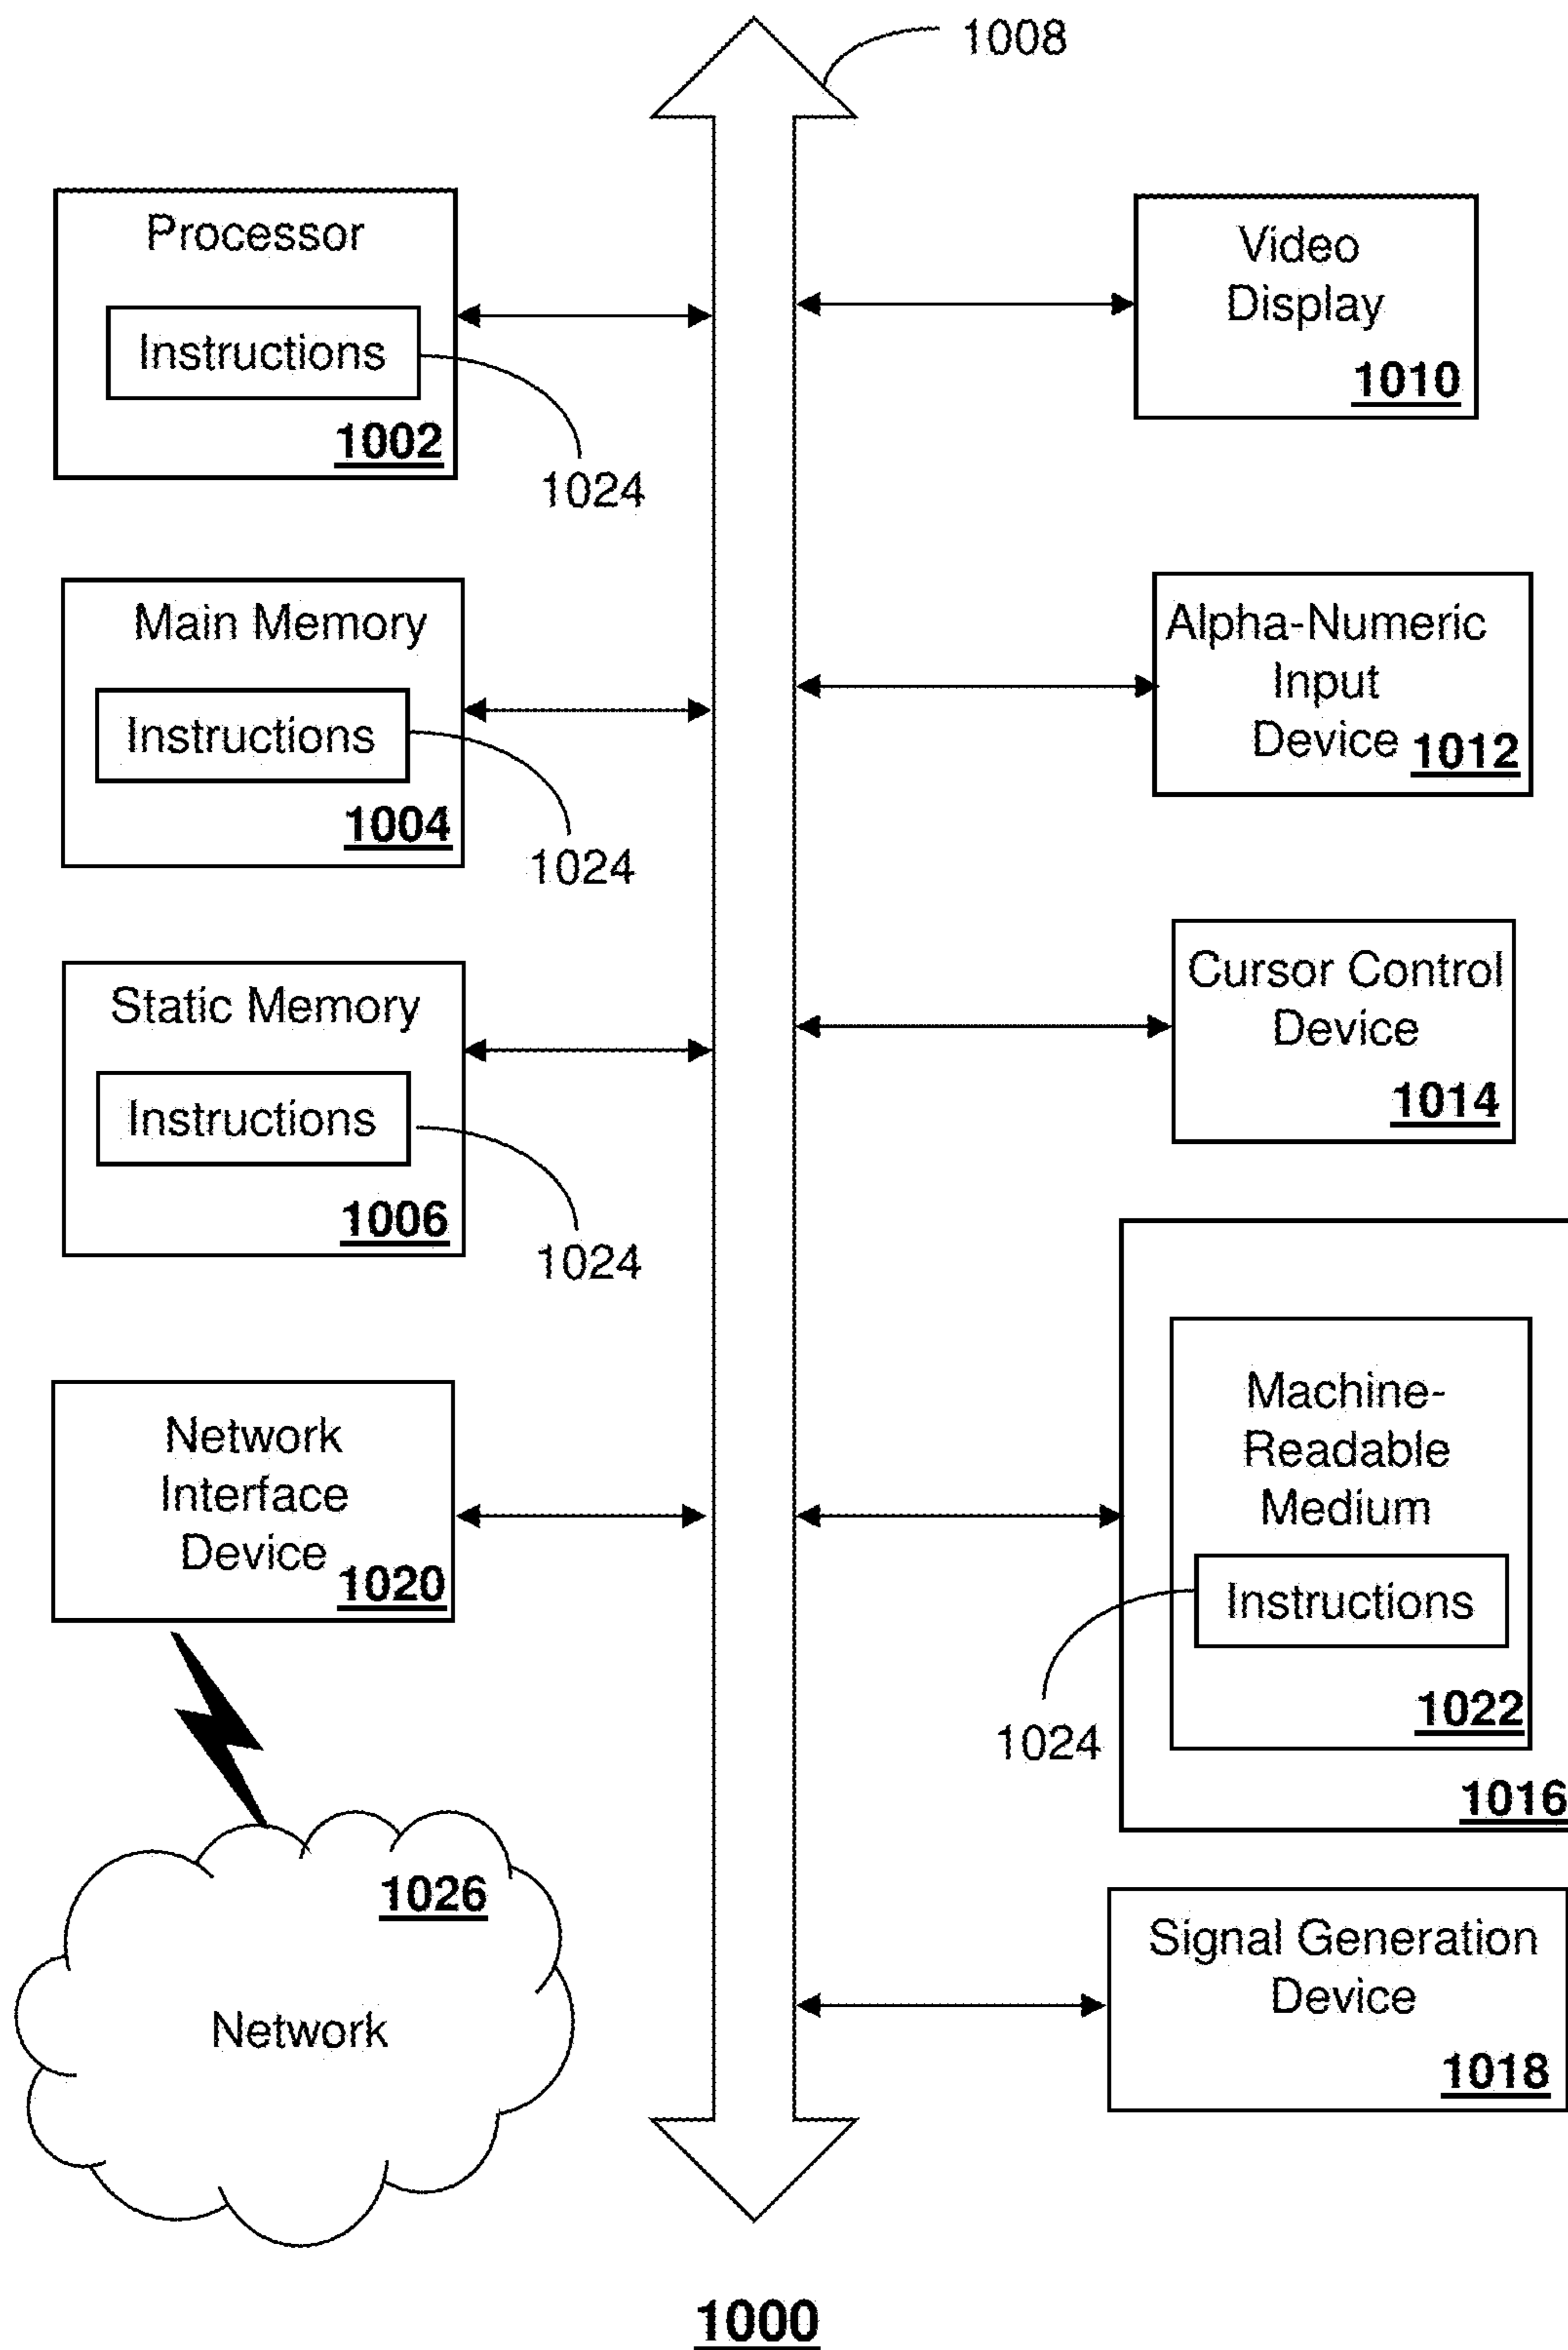 1008
Processor
Instructions
1002
1024
Main Memory
Instructions
1004
1024
Static Memory
Instructions
1006
1024
Network
Interface
Device
1020
1026
Network
Video
Display
1010
Alpha-Numeric
Input
Device 1012
Cursor Control
Device
1014
Machine-
Readable
Medium
Instructions
1022
1024
1016
Signal Generation
Device
1018
1000